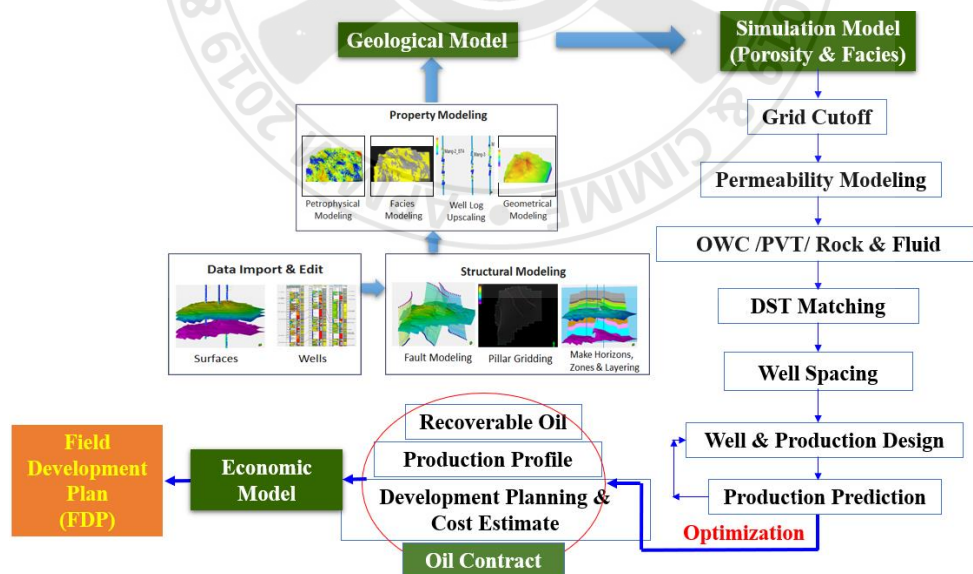 Geological Model
Simulation Model
(Porosity & Facies)
Property Modeling
Petrophysical
Modeling
Facies
Modeling
Well Log
Upscaling
Geometrical
Modeling
Data Import & Edit
Surfaces
Wells
Structural Modeling
Fault Modeling
Pillar Gridding
Make Horizons,
Zones & Layering
Grid Cutoff
Permeability Modeling
OWC /PVT/ Rock & Fluid
DST Matching
Well Spacing
Well & Production Design
Production Prediction
Optimization
Recoverable Oil
Production Profile
Development Planning &
Cost Estimate
Oil Contract
Economic
Model
Field
Development
Plan
(FDP)
2019
& CIMME
2019 &